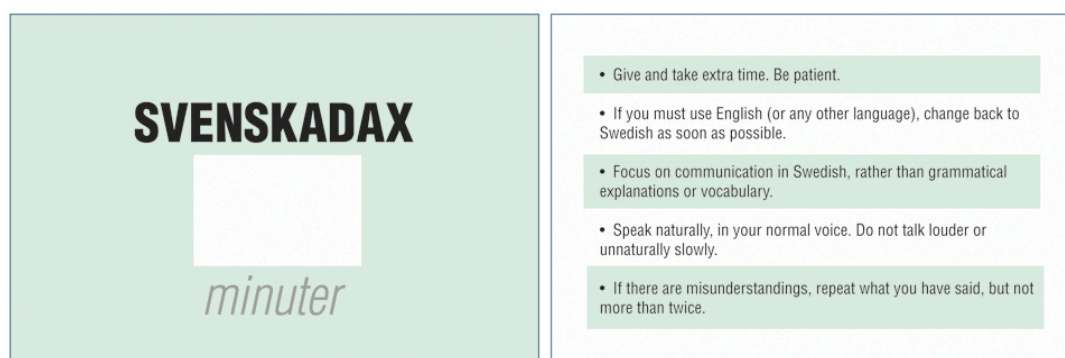 SVENSKADAX
minuter
• Give and take extra time. Be patient.
• If you must use English (or any other language), change back to
Swedish as soon as possible.
• Focus on communication in Swedish, rather than grammatical
explanations or vocabulary.
• Speak naturally, in your normal voice. Do not talk louder or
unnaturally slowly.
• If there are misunderstandings, repeat what you have said, but not
more than twice.